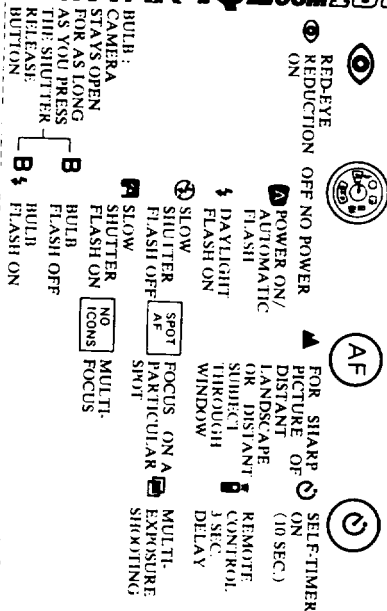 RED-EYE
REDUCTION
ON
OFF NO POWER
A POWER ON/
AUTOMATIC
FLASH
DAYLIGHT
FLASH ON
SLOW
SHUTTER
FLASH OFF
SLOW
SHUTTER
FLASH ON
B BULB
FLASH OFF
B BULB
FLASH ON
BULB :
CAMERA
STAYS OPEN
FOR AS LONG
AS YOU PRESS
THE SHUTTER
RELEASE
BUTTON
AF
FOR SHARP
PICTURE OF
DISTANT
LANDSCAPE
OR DISTANT
SUBJECT
THROUGH
WINDOW
SPOT
AF
FOCUS ON A
PARTICULAR
SPOT
NO
ICONS
MULTI-
FOCUS
SELF-TIMER
ON
(10 SEC.)
REMOTE
CONTROL
3 SEC.
DELAY
MULTI-
EXPOSURE
SHOOTING